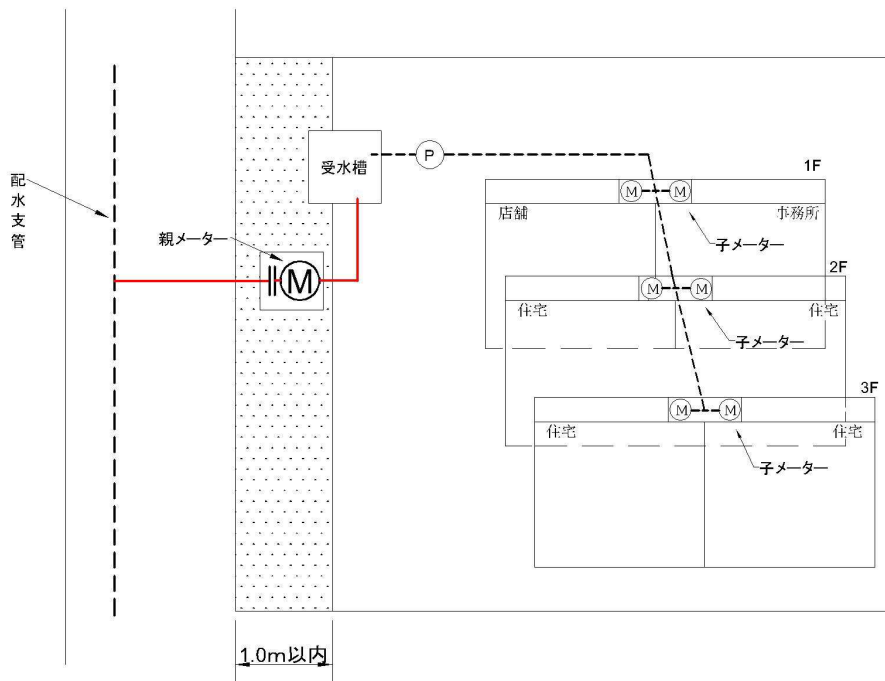 配水支管
親メーター
M
受水槽
P
1F
M M
店舗
事務所
子メーター
2F
M M
住宅
住宅
子メーター
3F
M M
住宅
住宅
子メーター
1.0m以内